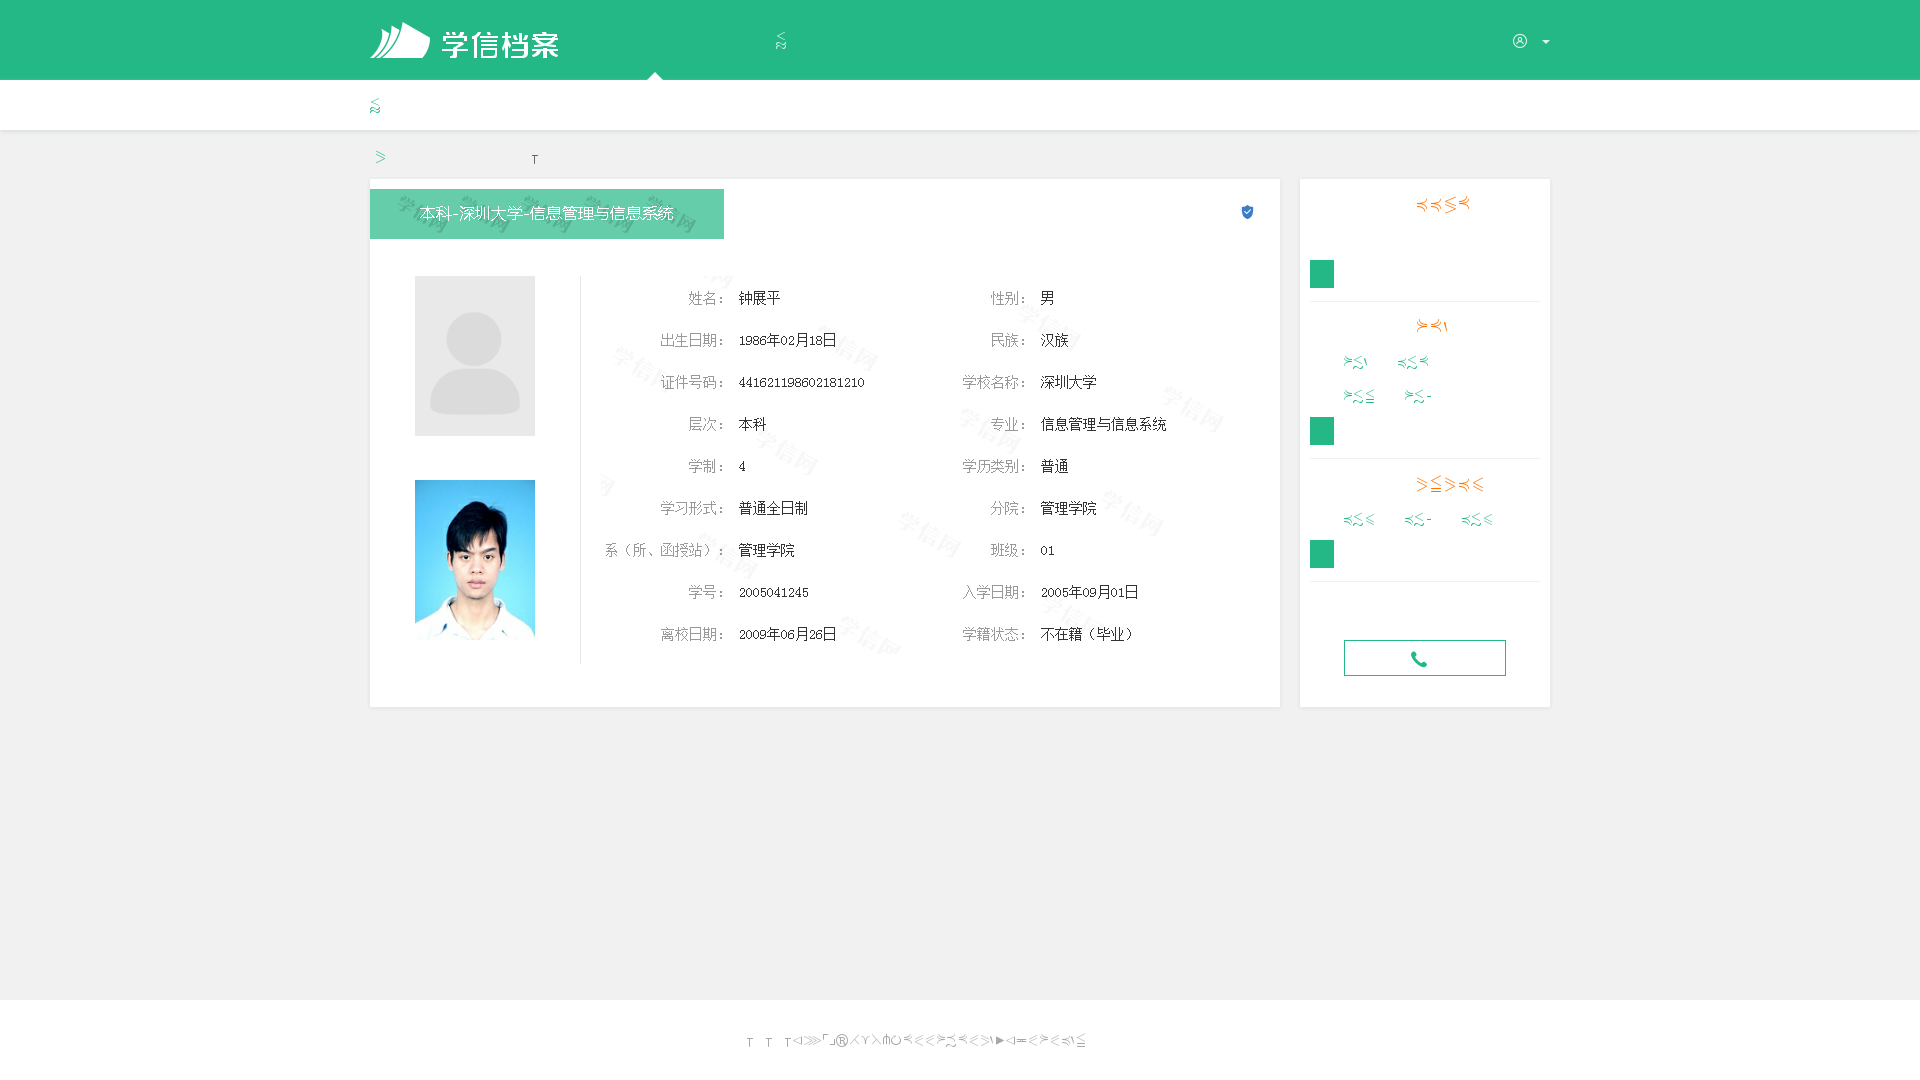 学信档案
本科-深圳大学-信息管理与信息系统
姓名： 钟展平 性别： 男
出生日期： 1986年02月18日 民族： 汉族
证件号码： 441621198602181210 学校名称： 深圳大学
层次： 本科 专业： 信息管理与信息系统
学制： 4 学历类别： 普通
学习形式： 普通全日制 分院： 管理学院
系（所、函授站）： 管理学院 班级： 01
学号： 2005041245 入学日期： 2005年09月01日
离校日期： 2009年06月26日 学籍状态： 不在籍（毕业）
学信网